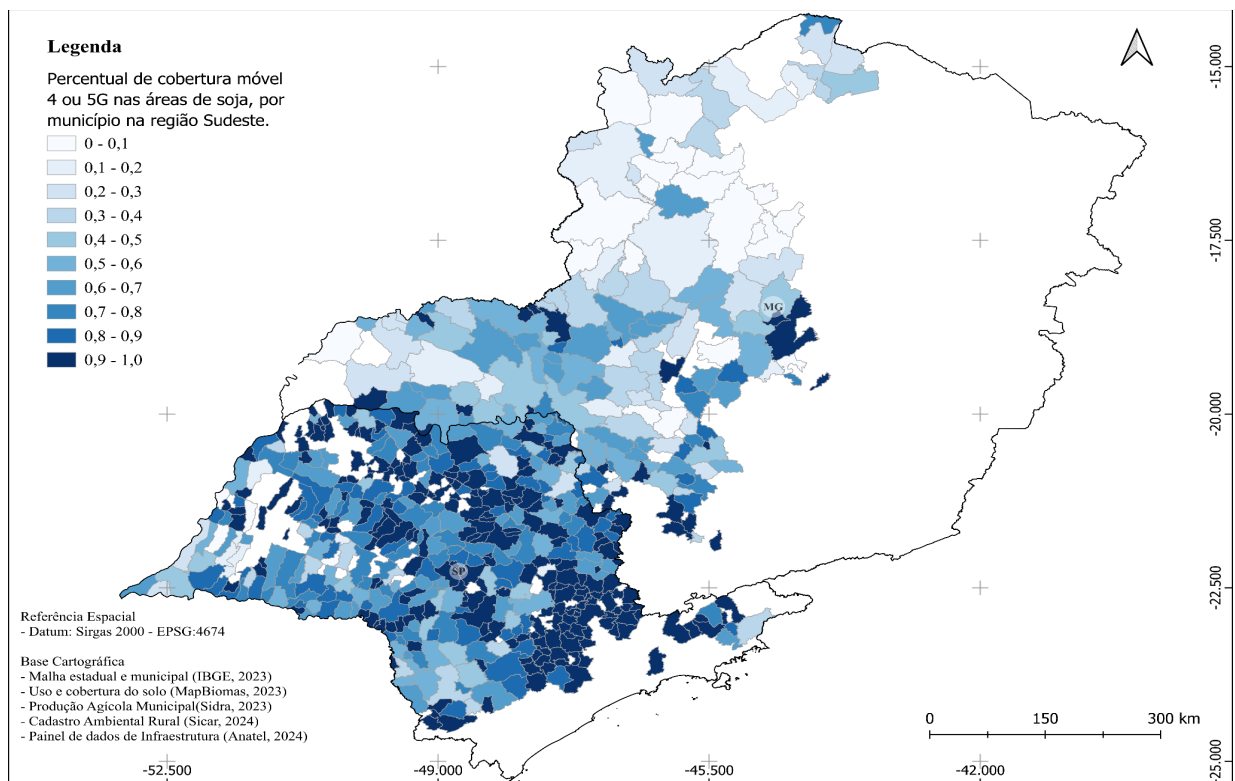 Legenda
Percentual de cobertura móvel
4 ou 5G nas áreas de soja, por
município na região Sudeste.
0 - 0,1
0,1 - 0,2
0,2 - 0,3
0,3 - 0,4
0,4 - 0,5
0,5 - 0,6
0,6 - 0,7
0,7 - 0,8
0,8 - 0,9
0,9 - 1,0
MG
SP
-15.000
-17.500
-20.000
-22.500
-25.000
Referência Espacial
- Datum: Sirgas 2000 - EPSG:4674
Base Cartográfica
- Malha estadual e municipal (IBGE, 2023)
- Uso e cobertura do solo (MapBiomas, 2023)
- Produção Agícola Municipal(Sidra, 2023)
- Cadastro Ambiental Rural (Sicar, 2024)
- Painel de dados de Infraestrutura (Anatel, 2024)
0 150 300 km
-52.500 -49.000 -45.500 -42.000